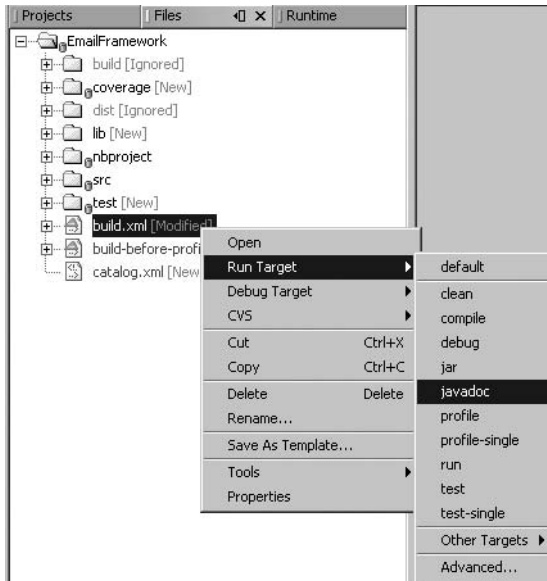 Projects
Files
Runtime
EmailFramework
build [Ignored]
coverage [New]
dist [Ignored]
lib [New]
nbproject
src
test [New]
build.xml [Modified]
build-before-profi
catalog.xml [New
Open
Run Target
Debug Target
CVS
Cut Ctrl+X
Copy Ctrl+C
Delete Delete
Rename...
Save As Template...
Tools
Properties
default
clean
compile
debug
jar
javadoc
profile
profile-single
run
test
test-single
Other Targets
Advanced...